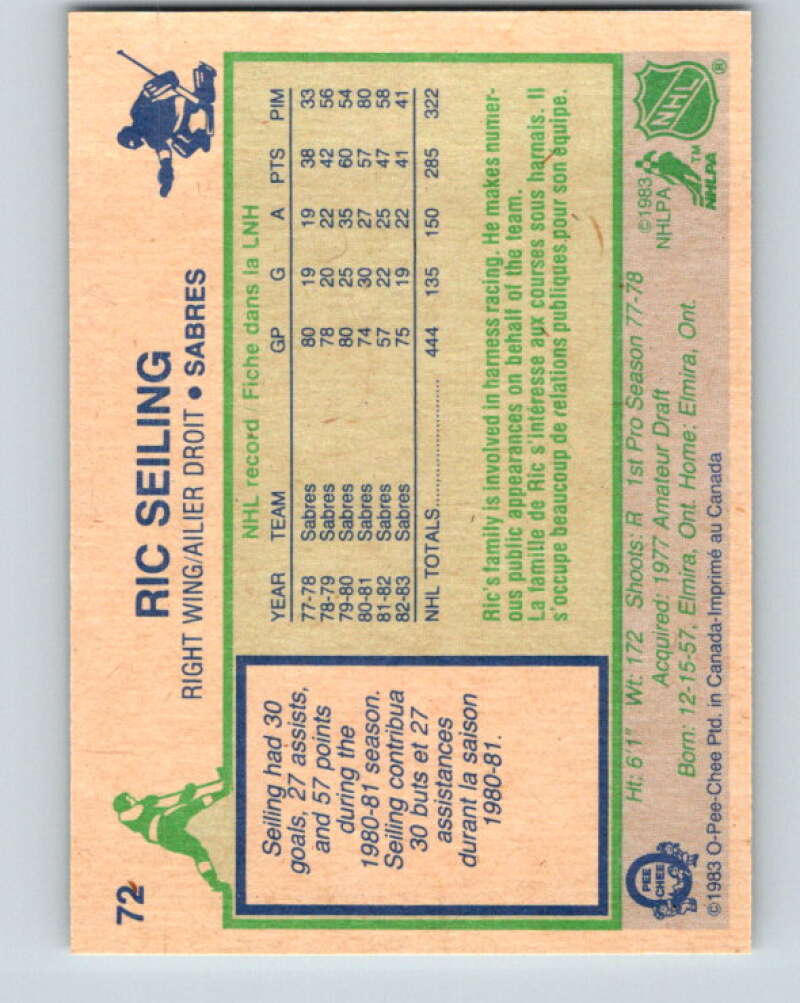 72
RIC SEILING
RIGHT WING/AILIER DROIT • SABRES
Seiling had 30
goals, 27 assists,
and 57 points
during the
1980-81 season.
Seiling contribua
30 buts et 27
assistances
durant la saison
1980-81.
NHL record / Fiche dans la LNH
YEAR TEAM GP G A PTS PIM
77-78 Sabres 80 19 19 38 33
78-79 Sabres 78 20 22 42 56
79-80 Sabres 80 25 35 60 54
80-81 Sabres 74 30 27 57 80
81-82 Sabres 57 22 25 47 58
82-83 Sabres 75 19 22 41 41
NHL TOTALS.................... 444 135 150 285 322
Ric's family is involved in harness racing. He makes numer-
ous public appearances on behalf of the team.
La famille de Ric s'intéresse aux courses sous harnais. Il
s'occupe beaucoup de relations publiques pour son équipe.
Ht: 6'1" Wt: 172 Shoots: R 1st Pro Season 77-78
Acquired: 1977 Amateur Draft
Born: 12-15-57, Elmira, Ont. Home: Elmira, Ont.
©1983 O-Pee-Chee Ptd. in Canada-Imprimé au Canada
O
PEE
CHEE
©1983
NHLPA
NHLPA
TM
NHL
®